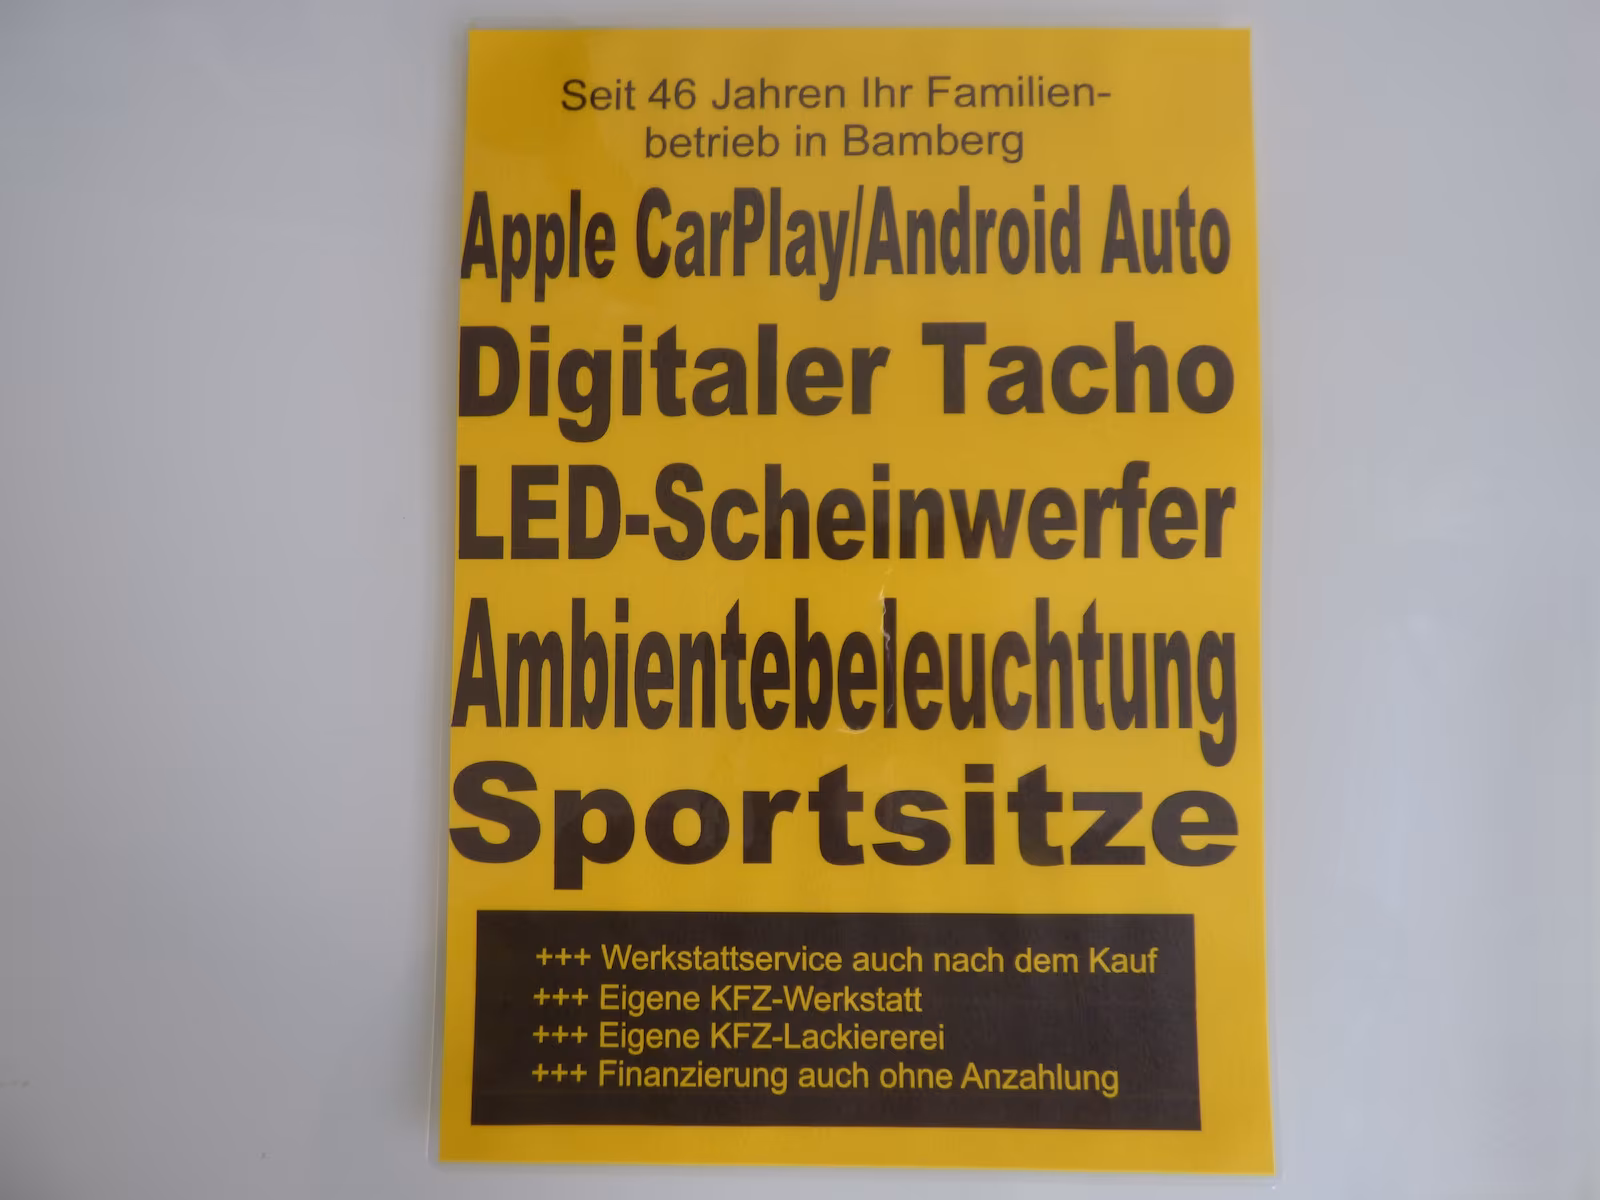 Seit 46 Jahren Ihr Familien-
betrieb in Bamberg
Apple CarPlay/Android Auto
Digitaler Tacho
LED-Scheinwerfer
Ambientebeleuchtung
Sportsitze
+++ Werkstattservice auch nach dem Kauf
+++ Eigene KFZ-Werkstatt
+++ Eigene KFZ-Lackiererei
+++ Finanzierung auch ohne Anzahlung